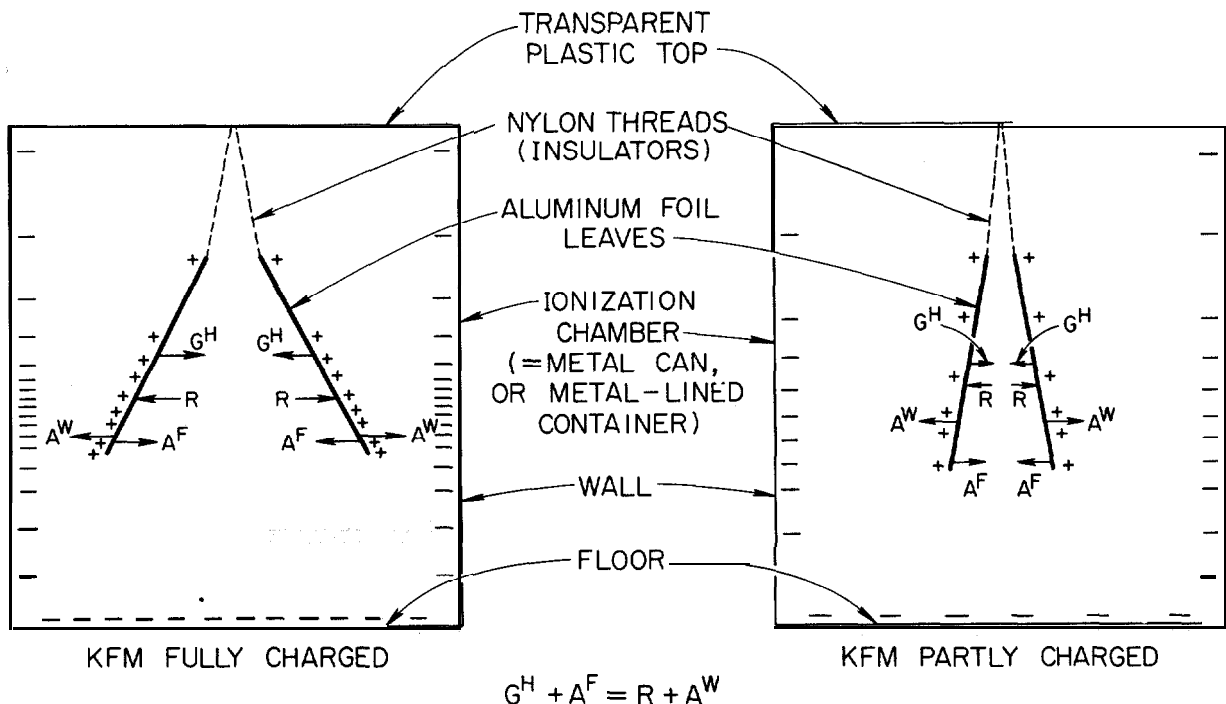 TRANSPARENT
PLASTIC TOP
NYLON THREADS
(INSULATORS)
ALUMINUM FOIL
LEAVES
IONIZATION
CHAMBER
(=METAL CAN,
OR METAL-LINED
CONTAINER)
WALL
FLOOR
G^H G^H
R R
A^W A^F A^F A^W
G^H G^H
R R
A^W A^W
A^F A^F
KFM FULLY CHARGED
KFM PARTLY CHARGED
G^H + A^F = R + A^W